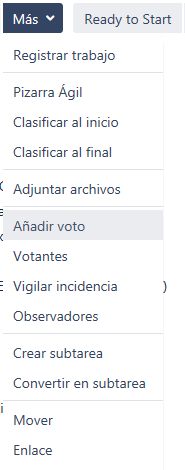 Más Ready to Start
Registrar trabajo
Pizarra Ágil
Clasificar al inicio
Clasificar al final
Adjuntar archivos
Añadir voto
Votantes
Vigilar incidencia
Observadores
Crear subtarea
Convertir en subtarea
Mover
Enlace